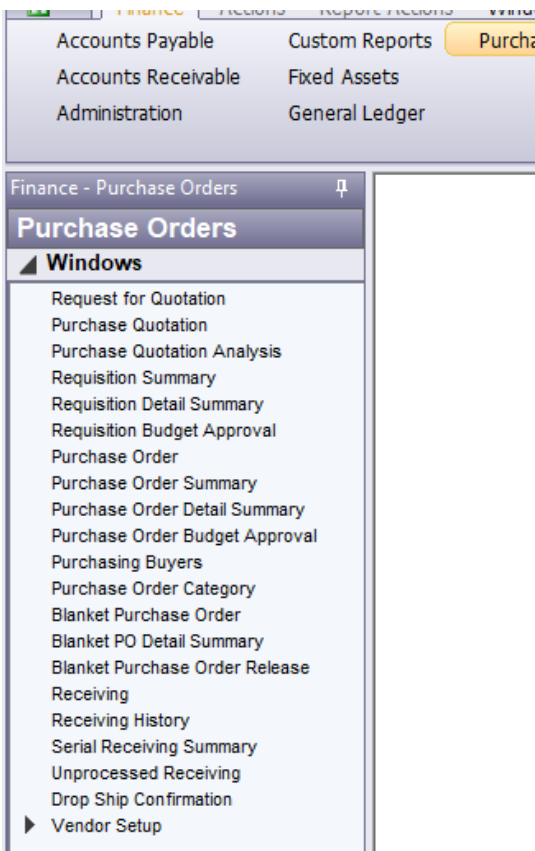 Finance Actions Report Actions
Accounts Payable Custom Reports
Accounts Receivable Fixed Assets
Administration General Ledger
Finance - Purchase Orders
Purchase Orders
Windows
Request for Quotation
Purchase Quotation
Purchase Quotation Analysis
Requisition Summary
Requisition Detail Summary
Requisition Budget Approval
Purchase Order
Purchase Order Summary
Purchase Order Detail Summary
Purchase Order Budget Approval
Purchasing Buyers
Purchase Order Category
Blanket Purchase Order
Blanket PO Detail Summary
Blanket Purchase Order Release
Receiving
Receiving History
Serial Receiving Summary
Unprocessed Receiving
Drop Ship Confirmation
Vendor Setup